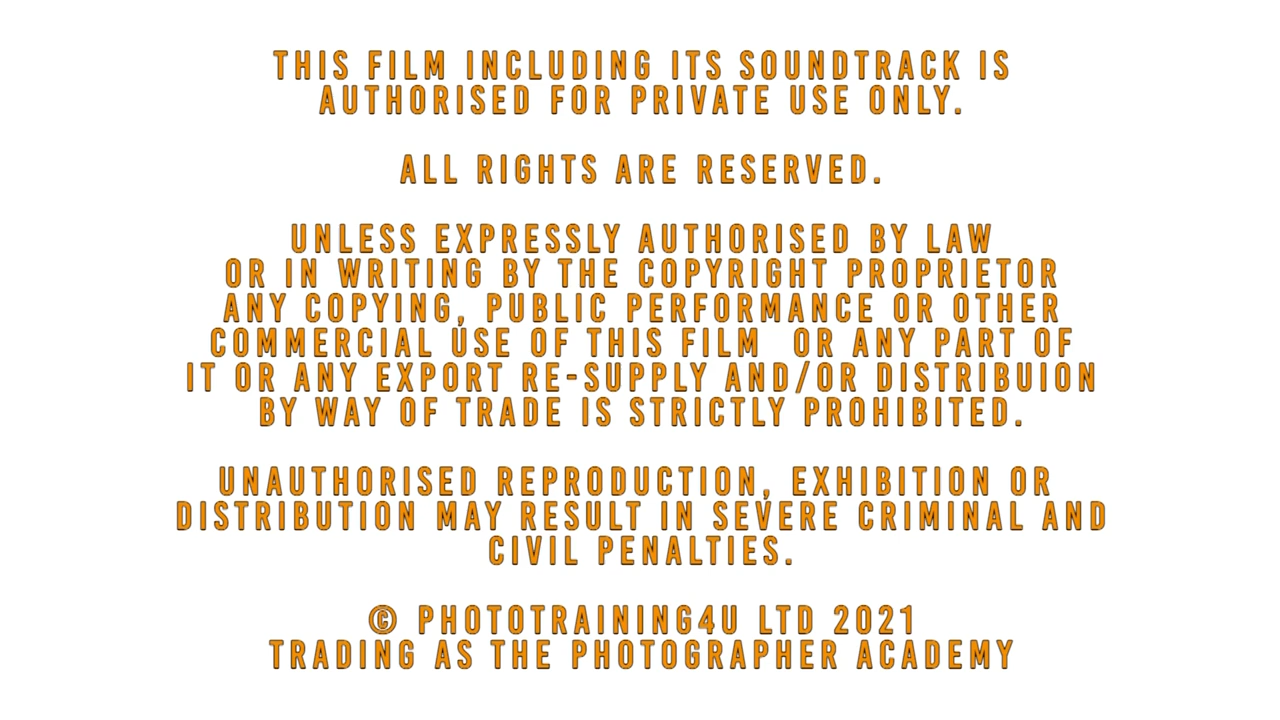 THIS FILM INCLUDING ITS SOUNDTRACK IS
AUTHORISED FOR PRIVATE USE ONLY.
ALL RIGHTS ARE RESERVED.
UNLESS EXPRESSLY AUTHORISED BY LAW
OR IN WRITING BY THE COPYRIGHT PROPRIETOR
ANY COPYING, PUBLIC PERFORMANCE OR OTHER
COMMERCIAL USE OF THIS FILM  OR ANY PART OF
IT OR ANY EXPORT RE-SUPPLY AND/OR DISTRIBUION
BY WAY OF TRADE IS STRICTLY PROHIBITED.
UNAUTHORISED REPRODUCTION, EXHIBITION OR
DISTRIBUTION MAY RESULT IN SEVERE CRIMINAL AND
CIVIL PENALTIES.
© PHOTOTRAINING4U LTD 2021
TRADING AS THE PHOTOGRAPHER ACADEMY